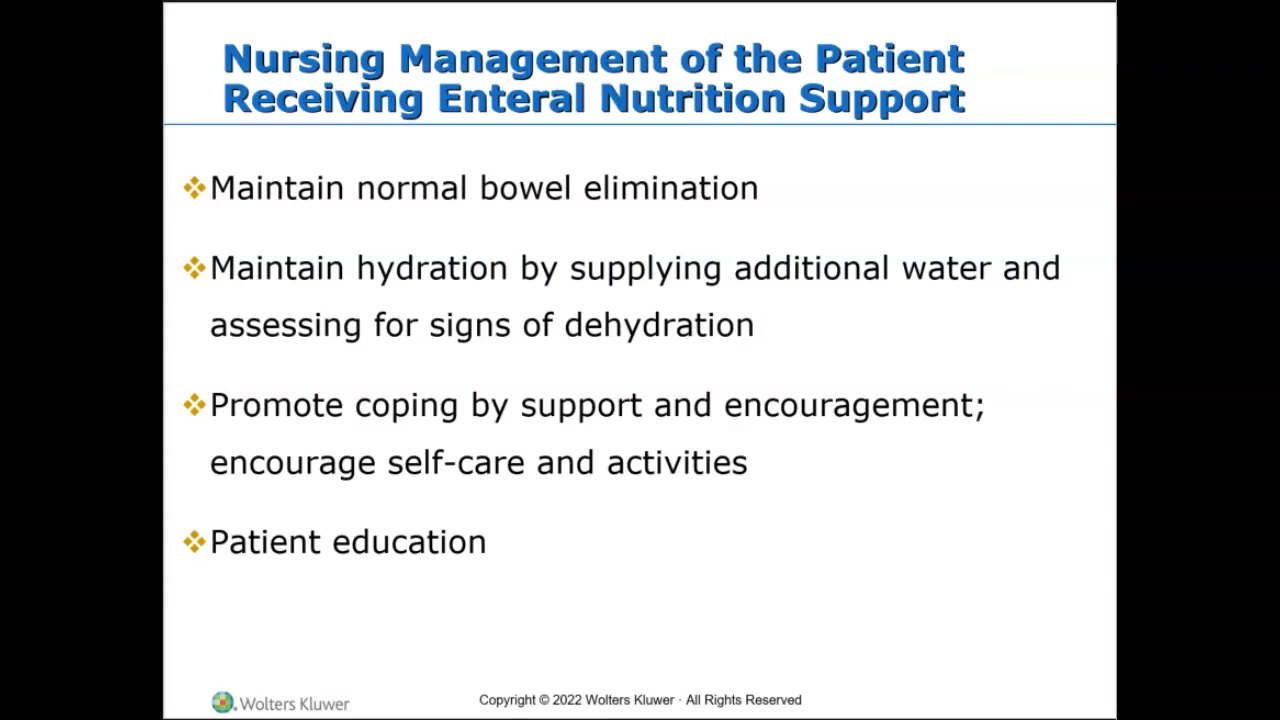 Nursing Management of the Patient
Receiving Enteral Nutrition Support
Maintain normal bowel elimination
Maintain hydration by supplying additional water and
assessing for signs of dehydration
Promote coping by support and encouragement;
encourage self-care and activities
Patient education
Wolters Kluwer
Copyright © 2022 Wolters Kluwer · All Rights Reserved